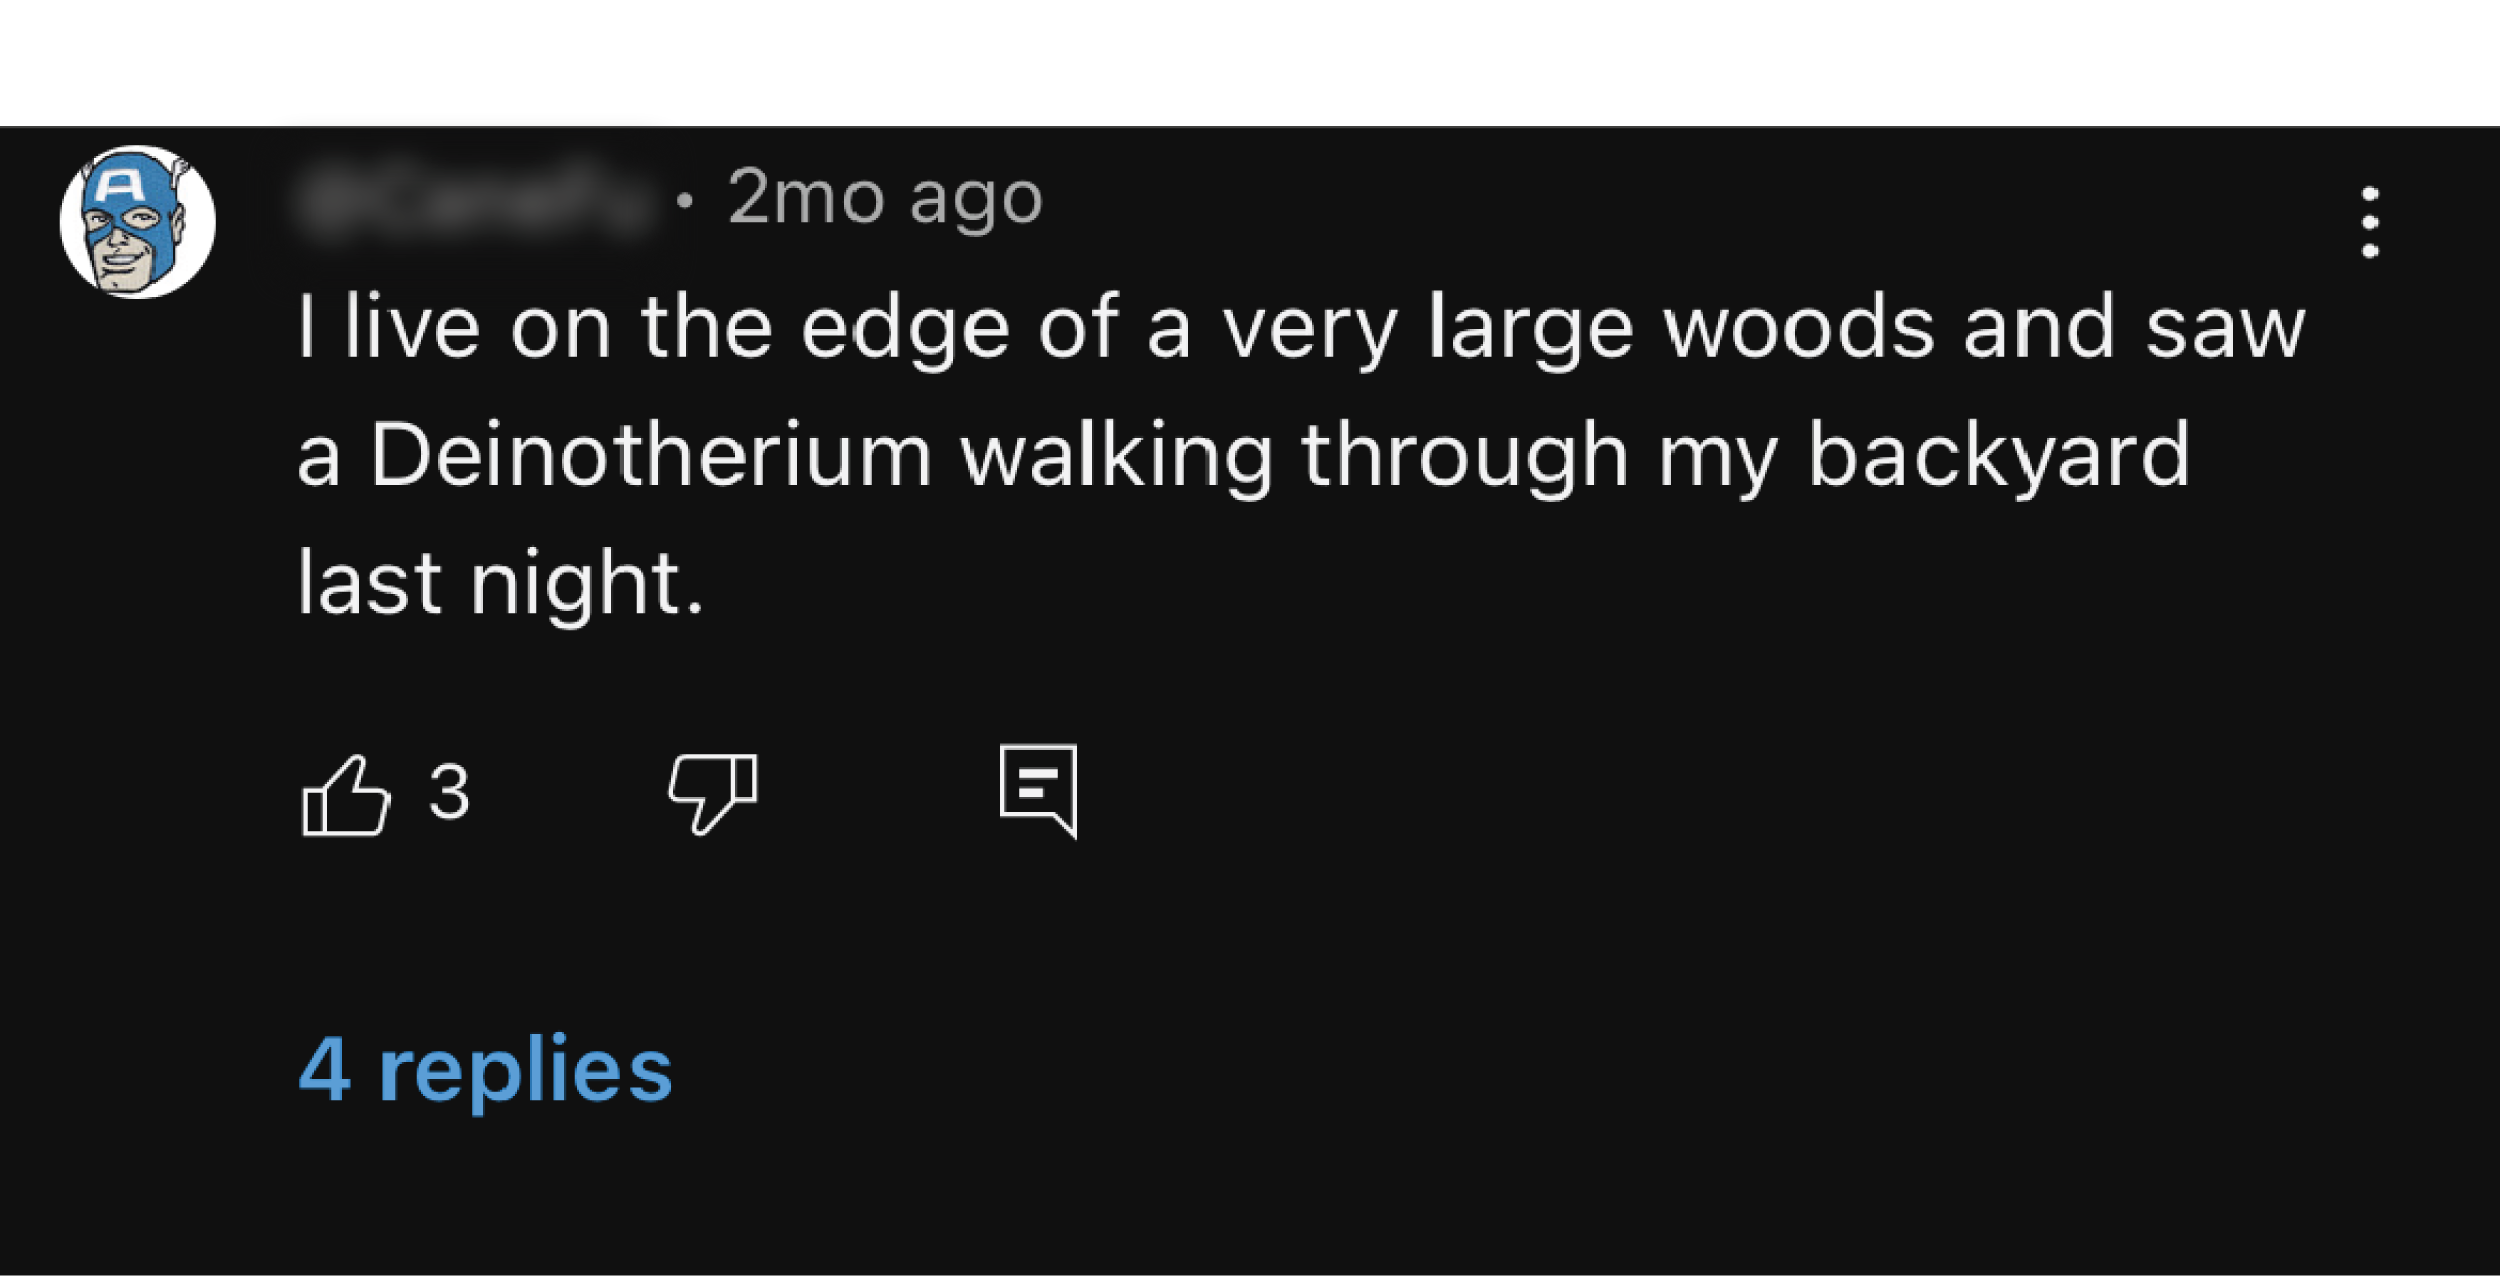 A
• 2mo ago
I live on the edge of a very large woods and saw
a Deinotherium walking through my backyard
last night.
3
4 replies